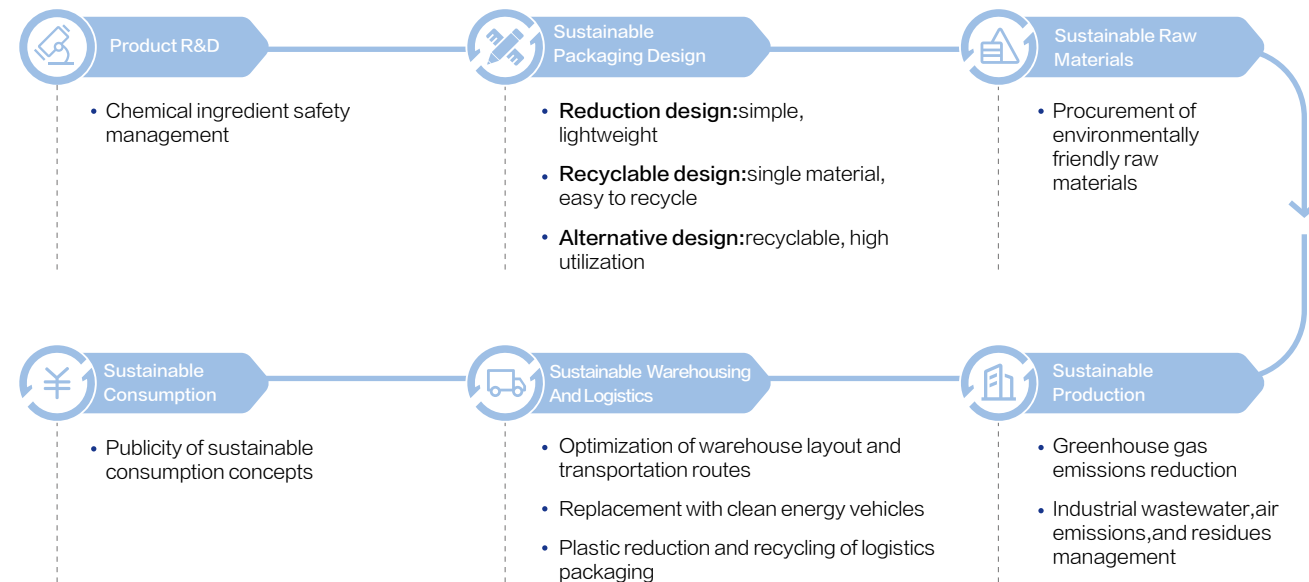 Product R&D
• Chemical ingredient safety
management
Sustainable
Packaging Design
• Reduction design:simple,
lightweight
• Recyclable design:single material,
easy to recycle
• Alternative design:recyclable, high
utilization
Sustainable Raw
Materials
• Procurement of
environmentally
friendly raw
materials
Sustainable
Consumption
• Publicity of sustainable
consumption concepts
Sustainable Warehousing
And Logistics
• Optimization of warehouse layout and
transportation routes
• Replacement with clean energy vehicles
• Plastic reduction and recycling of logistics
packaging
Sustainable
Production
• Greenhouse gas
emissions reduction
• Industrial wastewater,air
emissions,and residues
management